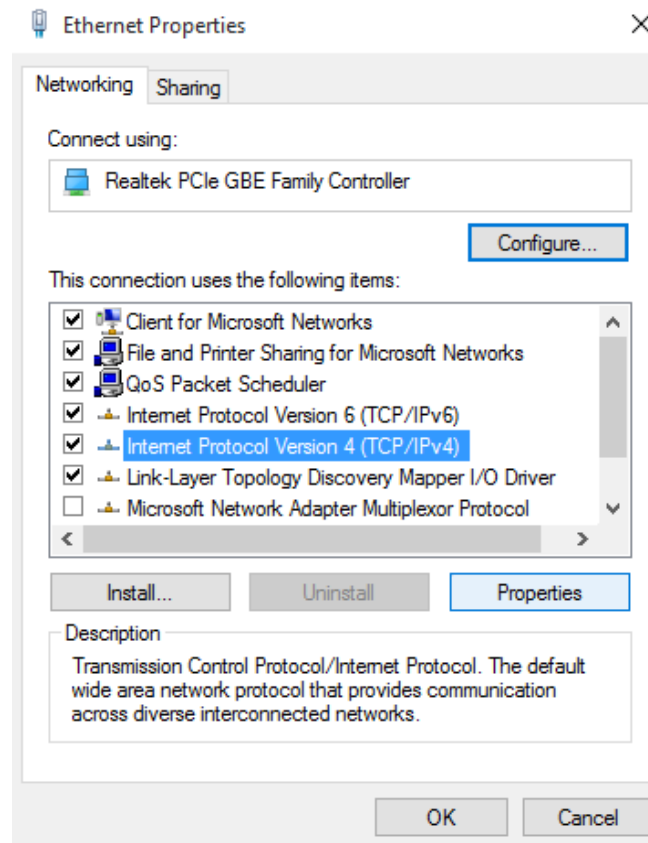 Ethernet Properties
Networking
Sharing
Connect using:
Realtek PCIe GBE Family Controller
Configure...
This connection uses the following items:
Client for Microsoft Networks
File and Printer Sharing for Microsoft Networks
QoS Packet Scheduler
Internet Protocol Version 6 (TCP/IPv6)
Internet Protocol Version 4 (TCP/IPv4)
Link-Layer Topology Discovery Mapper I/O Driver
Microsoft Network Adapter Multiplexor Protocol
Install...
Uninstall
Properties
Description
Transmission Control Protocol/Internet Protocol. The default
wide area network protocol that provides communication
across diverse interconnected networks.
OK
Cancel